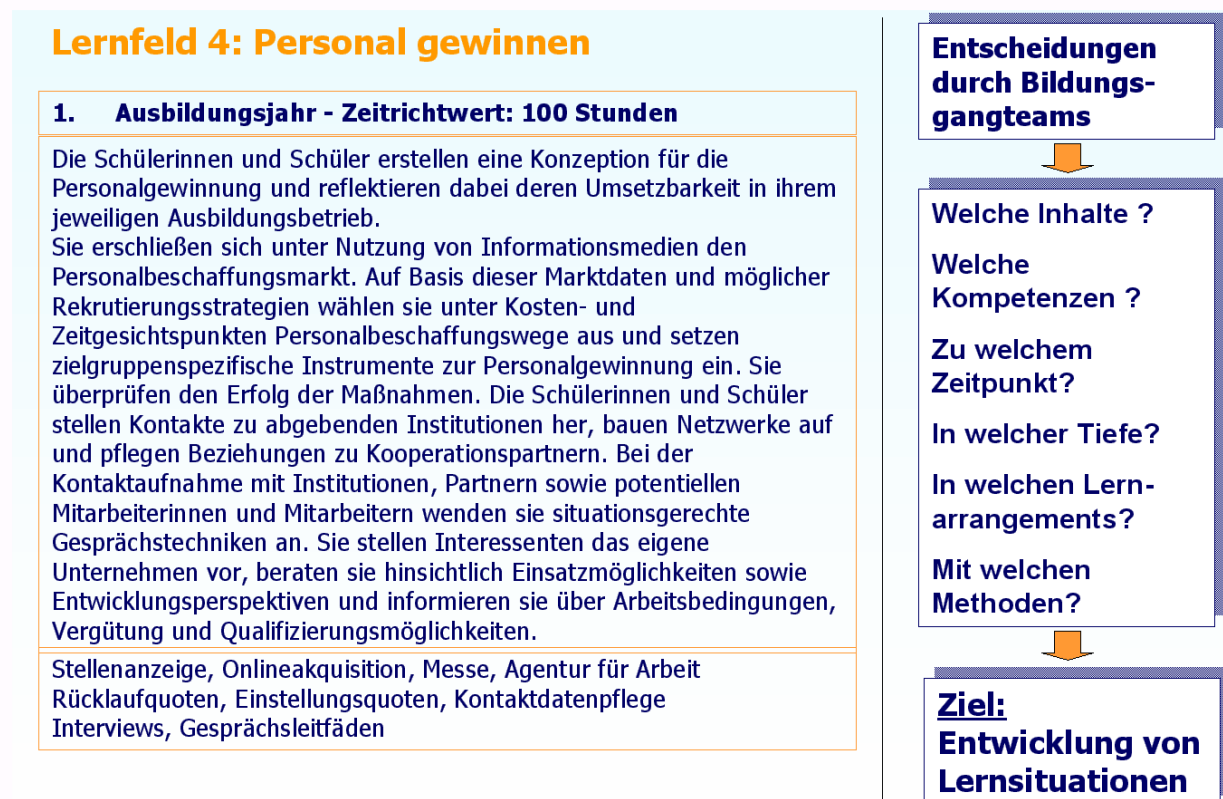 Lernfeld 4: Personal gewinnen
1. Ausbildungsjahr - Zeitrichtwert: 100 Stunden
Die Schülerinnen und Schüler erstellen eine Konzeption für die
Personalgewinnung und reflektieren dabei deren Umsetzbarkeit in ihrem
jeweiligen Ausbildungsbetrieb.
Sie erschließen sich unter Nutzung von Informationsmedien den
Personalbeschaffungsmarkt. Auf Basis dieser Marktdaten und möglicher
Rekrutierungsstrategien wählen sie unter Kosten- und
Zeitgesichtspunkten Personalbeschaffungswege aus und setzen
zielgruppenspezifische Instrumente zur Personalgewinnung ein. Sie
überprüfen den Erfolg der Maßnahmen. Die Schülerinnen und Schüler
stellen Kontakte zu abgebenden Institutionen her, bauen Netzwerke auf
und pflegen Beziehungen zu Kooperationspartnern. Bei der
Kontaktaufnahme mit Institutionen, Partnern sowie potentiellen
Mitarbeiterinnen und Mitarbeitern wenden sie situationsgerechte
Gesprächstechniken an. Sie stellen Interessenten das eigene
Unternehmen vor, beraten sie hinsichtlich Einsatzmöglichkeiten sowie
Entwicklungsperspektiven und informieren sie über Arbeitsbedingungen,
Vergütung und Qualifizierungsmöglichkeiten.
Stellenanzeige, Onlineakquisition, Messe, Agentur für Arbeit
Rücklaufquoten, Einstellungsquoten, Kontaktdatenpflege
Interviews, Gesprächsleitfäden
Entscheidungen
durch Bildungs-
gangteams
Welche Inhalte ?
Welche
Kompetenzen ?
Zu welchem
Zeitpunkt?
In welcher Tiefe?
In welchen Lern-
arrangements?
Mit welchen
Methoden?
Ziel:
Entwicklung von
Lernsituationen